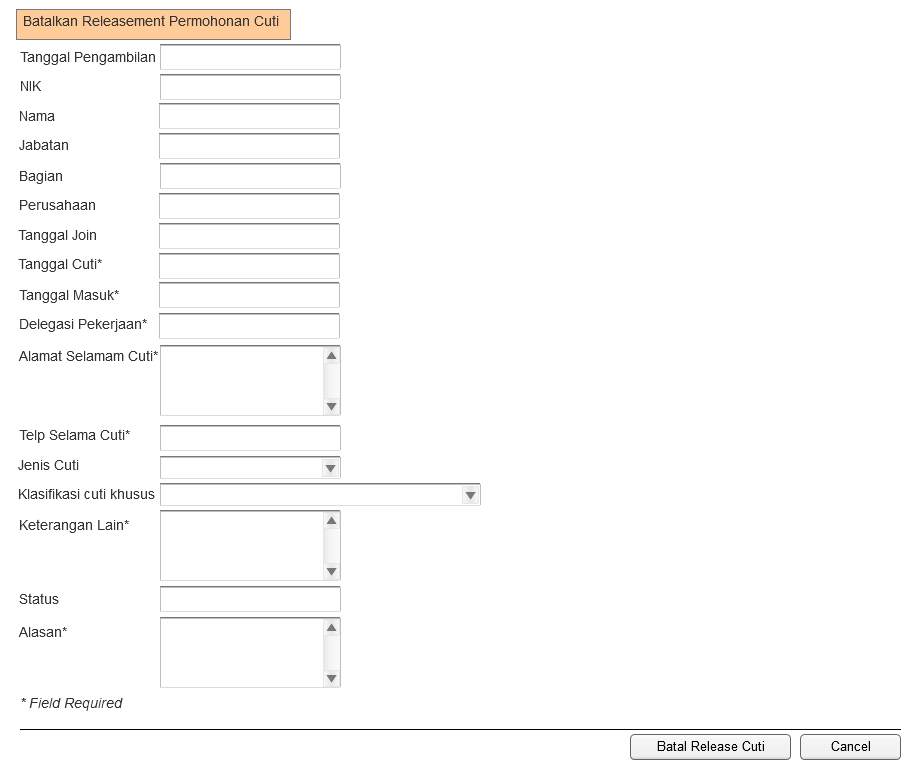 Batalkan Releasement Permohonan Cuti
Tanggal Pengambilan
NIK
Nama
Jabatan
Bagian
Perusahaan
Tanggal Join
Tanggal Cuti*
Tanggal Masuk*
Delegasi Pekerjaan*
Alamat Selamam Cuti*
Telp Selama Cuti*
Jenis Cuti
Klasifikasi cuti khusus
Keterangan Lain*
Status
Alasan*
* Field Required
Batal Release Cuti Cancel